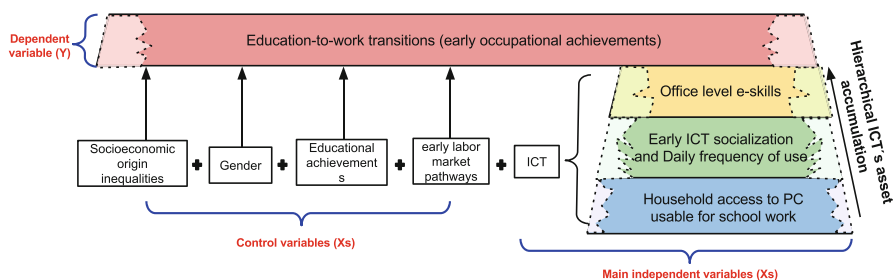 Dependent
variable (Y)
Education-to-work transitions (early occupational achievements)
Office level e-skills
Early ICT socialization
and Daily frequency of use
Household access to PC
usable for school work
Hierarchical ICT's asset
accumulation
Socioeconomic
origin
inequalities
Gender
Educational
achievement
s
early labor
market
pathways
ICT
Control variables (Xs)
Main independent variables (Xs)